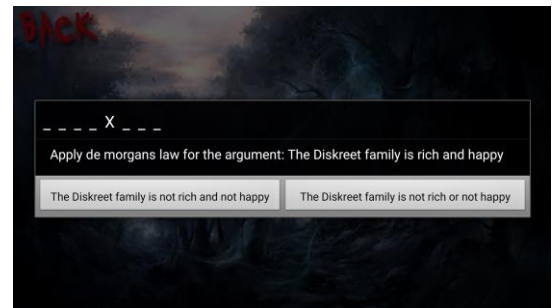 BACK
_ _ _ _ X _ _ _
Apply de morgans law for the argument: The Diskreet family is rich and happy
The Diskreet family is not rich and not happy
The Diskreet family is not rich or not happy